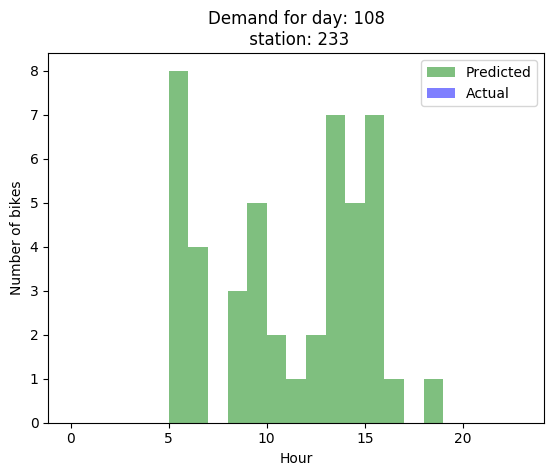 Demand for day: 108
station: 233
Predicted
Actual
Number of bikes
8
7
6
5
4
3
2
1
0
0 5 10 15 20
Hour